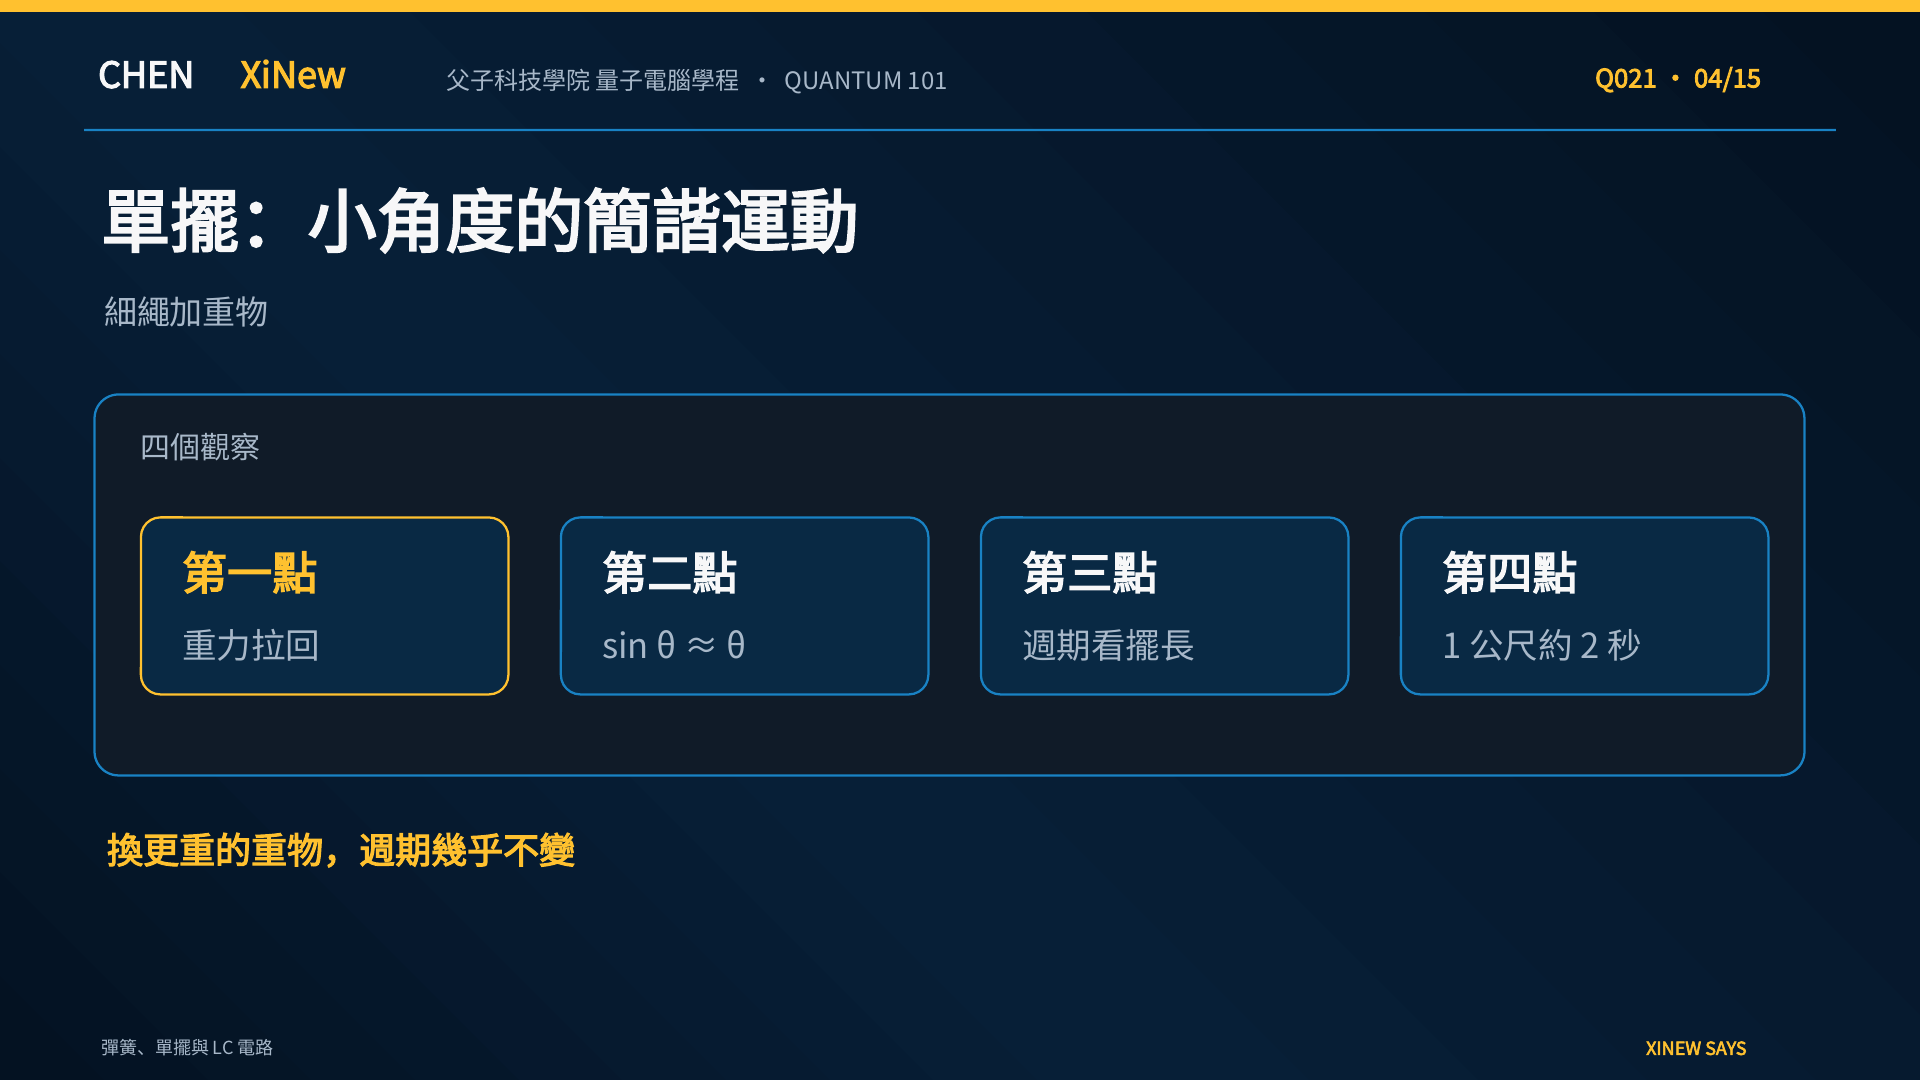 CHEN XiNew 父子科技學院 量子電腦學程 • QUANTUM 101 Q021 • 04/15
單擺：小角度的簡諧運動
細繩加重物
四個觀察
第一點
重力拉回
第二點
sin θ ≈ θ
第三點
週期看擺長
第四點
1 公尺約 2 秒
換更重的重物，週期幾乎不變
彈簧、單擺與 LC 電路
XINEW SAYS